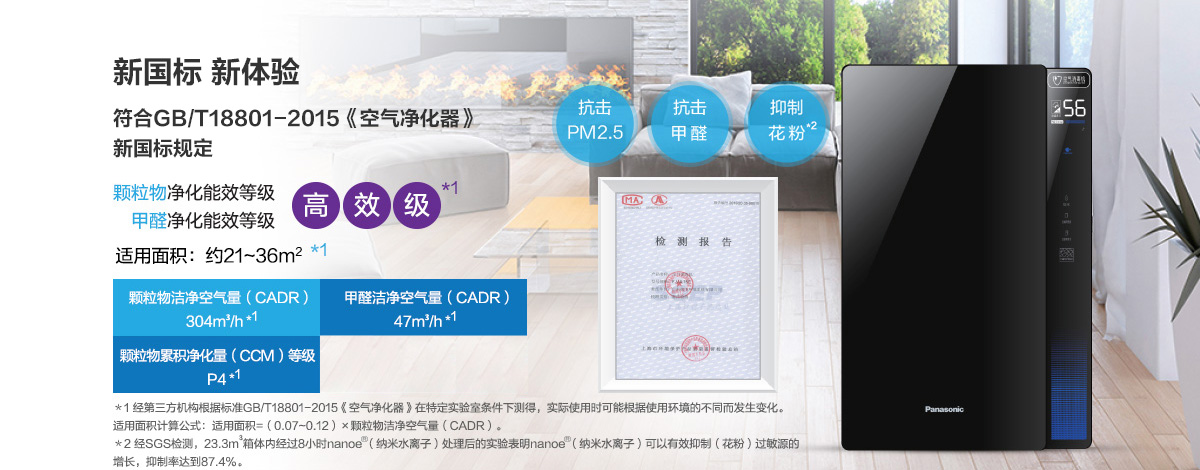 新国标 新体验
符合GB/T18801-2015《空气净化器》
新国标规定
颗粒物净化能效等级
甲醛净化能效等级
高效级*1
适用面积：约21~36m² *1
颗粒物洁净空气量（CADR）
304m³/h*1
甲醛洁净空气量（CADR）
47m³/h*1
颗粒物累积净化量（CCM）等级
P4*1
抗击
PM2.5
抗击
甲醛
抑制
花粉*2
MA
检测报告
空气消毒机
56
Panasonic
*1 经第三方机构根据标准GB/T18801-2015《空气净化器》在特定实验室条件下测得，实际使用时可能根据使用环境的不同而发生变化。
适用面积计算公式：适用面积=（0.07~0.12）×颗粒物洁净空气量（CADR）。
*2 经SGS检测，23.3m³箱体内经过8小时nanoe®（纳米水离子）处理后的实验表明nanoe®（纳米水离子）可以有效抑制（花粉）过敏源的
增长，抑制率达到87.4%。